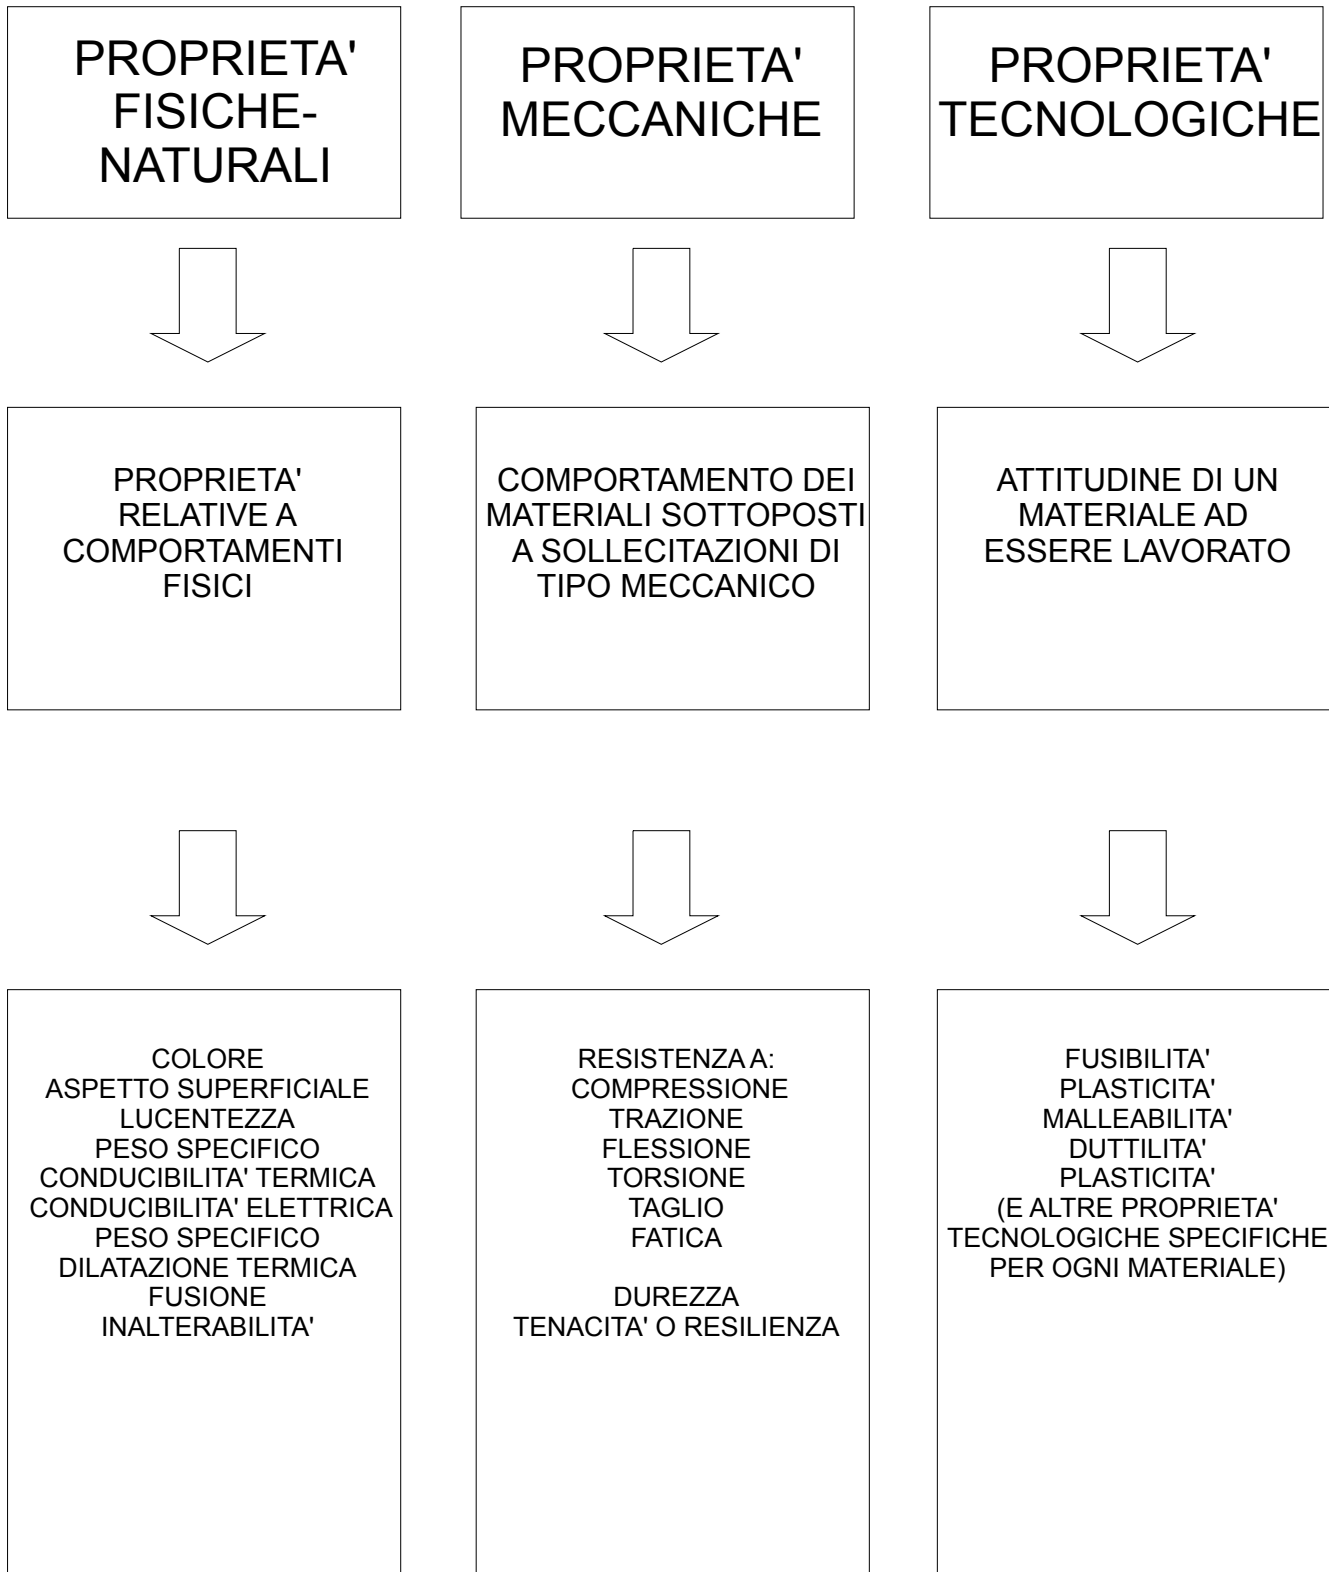 PROPRIETA'
FISICHE-
NATURALI
PROPRIETA'
MECCANICHE
PROPRIETA'
TECNOLOGICHE
PROPRIETA'
RELATIVE A
COMPORTAMENTI
FISICI
COMPORTAMENTO DEI
MATERIALI SOTTOPOSTI
A SOLLECITAZIONI DI
TIPO MECCANICO
ATTITUDINE DI UN
MATERIALE AD
ESSERE LAVORATO
COLORE
ASPETTO SUPERFICIALE
LUCENTEZZA
PESO SPECIFICO
CONDUCIBILITA' TERMICA
CONDUCIBILITA' ELETTRICA
PESO SPECIFICO
DILATAZIONE TERMICA
FUSIONE
INALTERABILITA'
RESISTENZA A:
COMPRESSIONE
TRAZIONE
FLESSIONE
TORSIONE
TAGLIO
FATICA
DUREZZA
TENACITA' O RESILIENZA
FUSIBILITA'
PLASTICITA'
MALLEABILITA'
DUTTILITA'
PLASTICITA'
(E ALTRE PROPRIETA'
TECNOLOGICHE SPECIFICHE
PER OGNI MATERIALE)